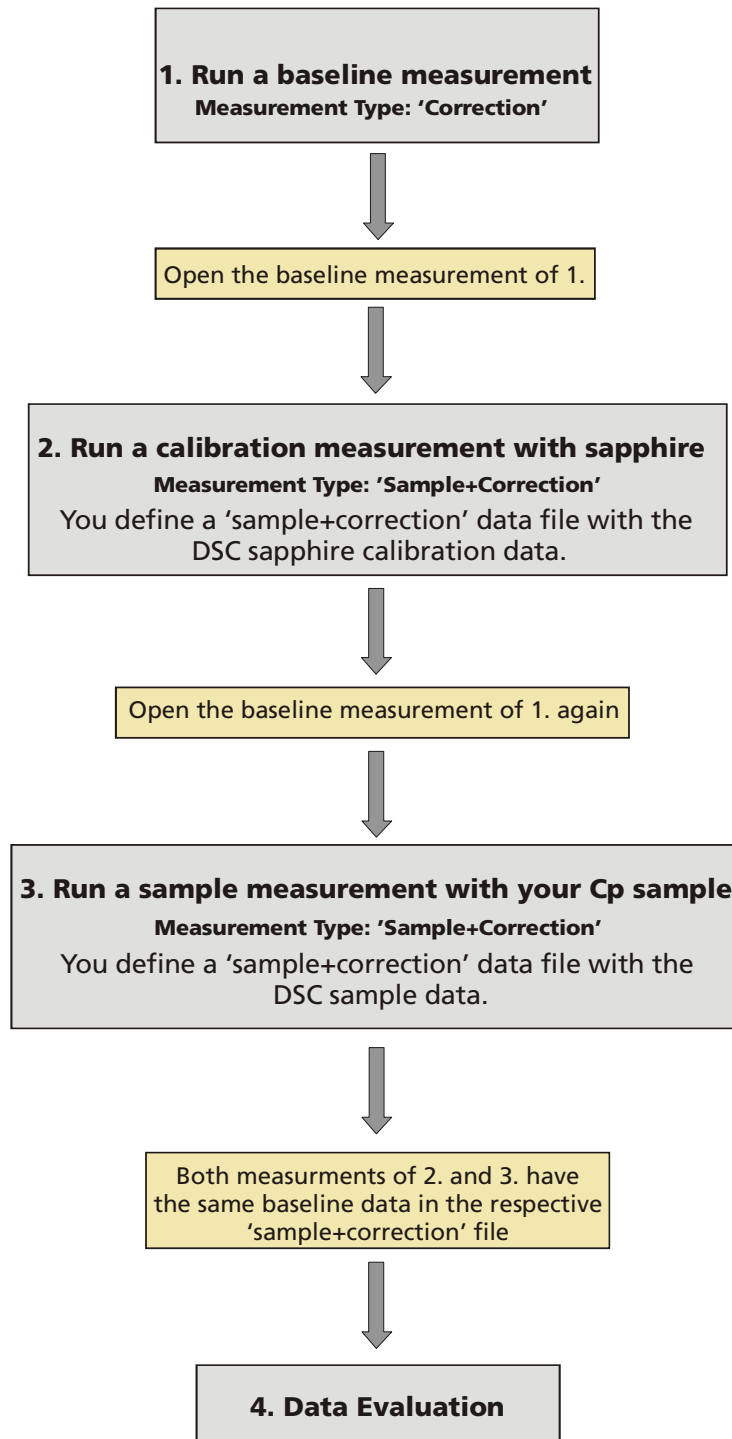 1. Run a baseline measurement
Measurement Type: ‘Correction’
Open the baseline measurement of 1.
2. Run a calibration measurement with sapphire
Measurement Type: ’Sample+Correction’
You define a ‘sample+correction’ data file with the
DSC sapphire calibration data.
Open the baseline measurement of 1. again
3. Run a sample measurement with your Cp sample
Measurement Type: ’Sample+Correction’
You define a ‘sample+correction’ data file with the
DSC sample data.
Both measurments of 2. and 3. have
the same baseline data in the respective
‘sample+correction’ file
4. Data Evaluation